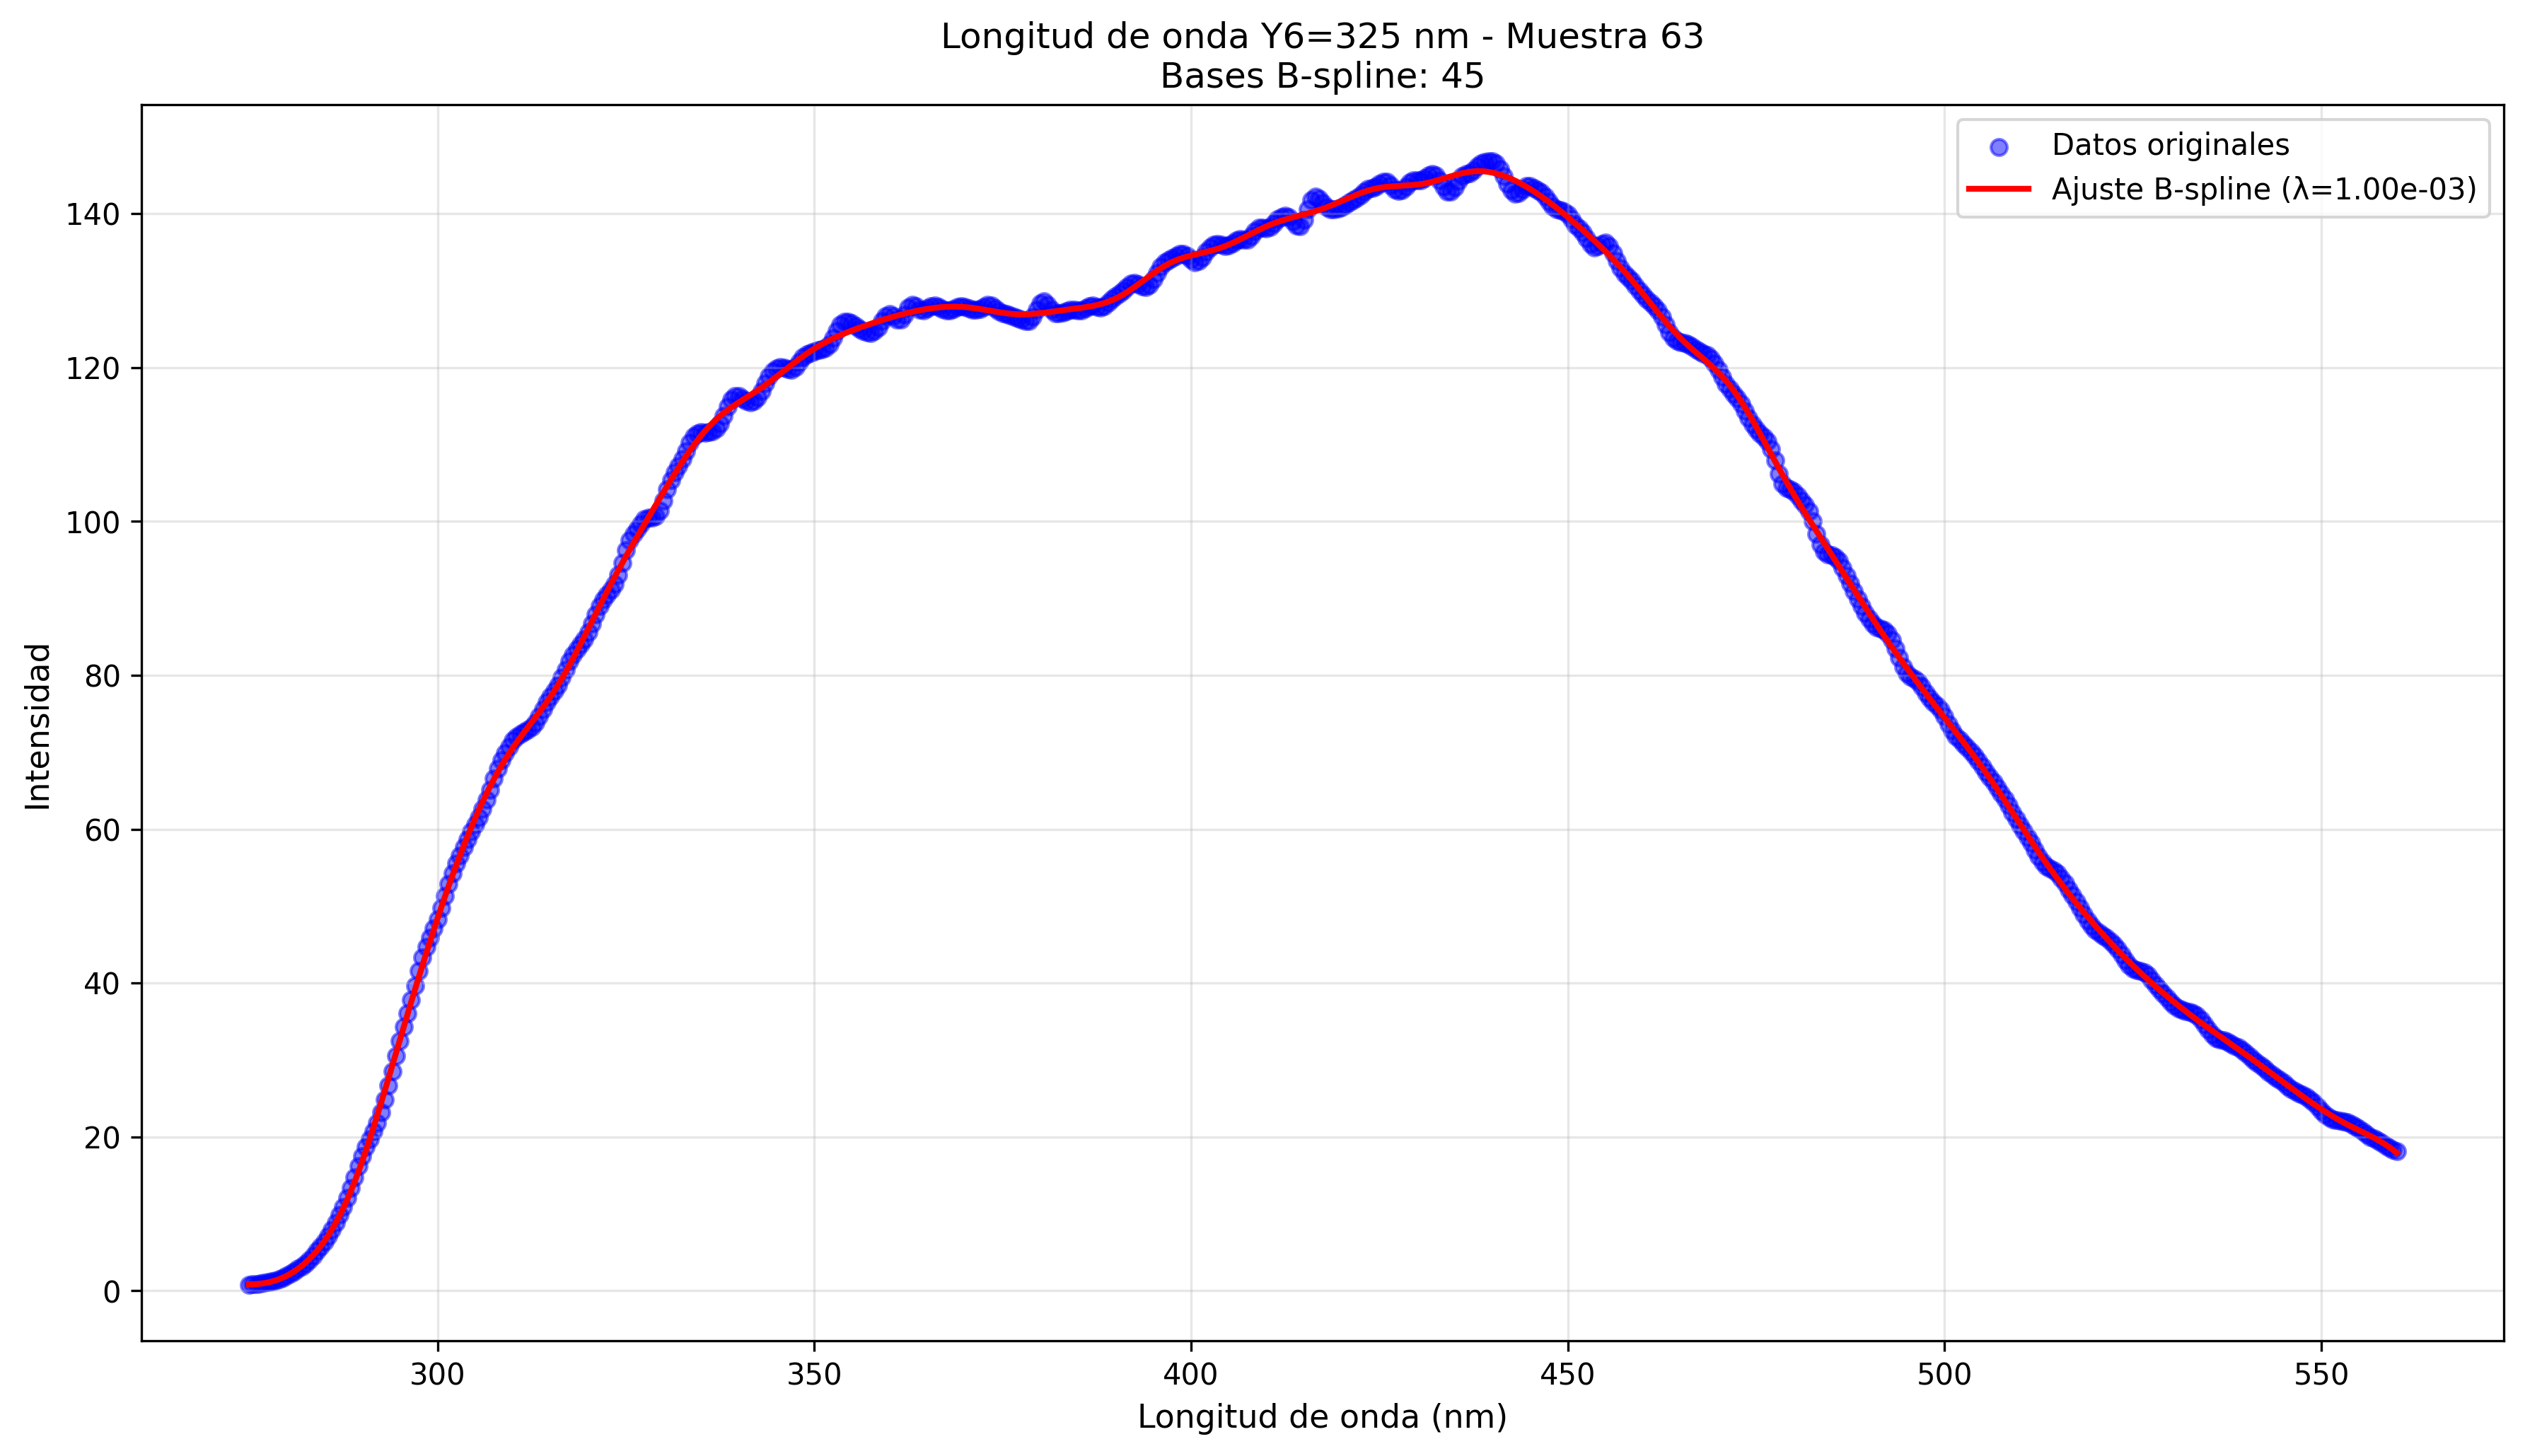 Longitud de onda Y6=325 nm - Muestra 63
Bases B-spline: 45
Datos originales
Ajuste B-spline (λ=1.00e-03)
Intensidad
140
120
100
80
60
40
20
0
300
350
400
450
500
550
Longitud de onda (nm)